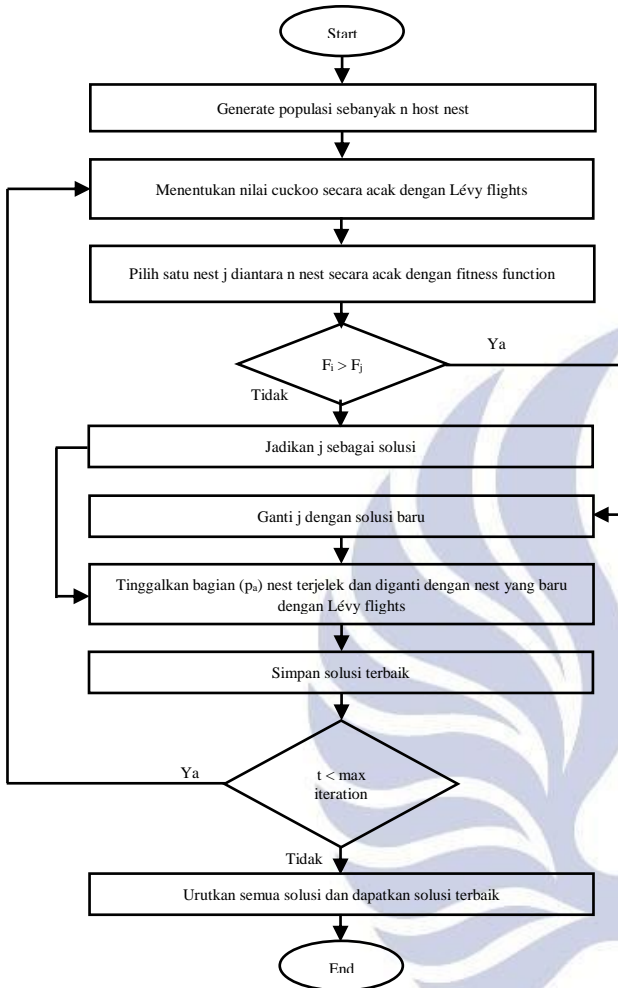 Start
Generate populasi sebanyak n host nest
Menentukan nilai cuckoo secara acak dengan Lévy flights
Pilih satu nest j diantara n nest secara acak dengan fitness function
Fᵢ > Fⱼ
Ya
Tidak
Jadikan j sebagai solusi
Ganti j dengan solusi baru
Tinggalkan bagian (pₐ) nest terjelek dan diganti dengan nest yang baru
dengan Lévy flights
Simpan solusi terbaik
Ya
t < max
iteration
Tidak
Urutkan semua solusi dan dapatkan solusi terbaik
End